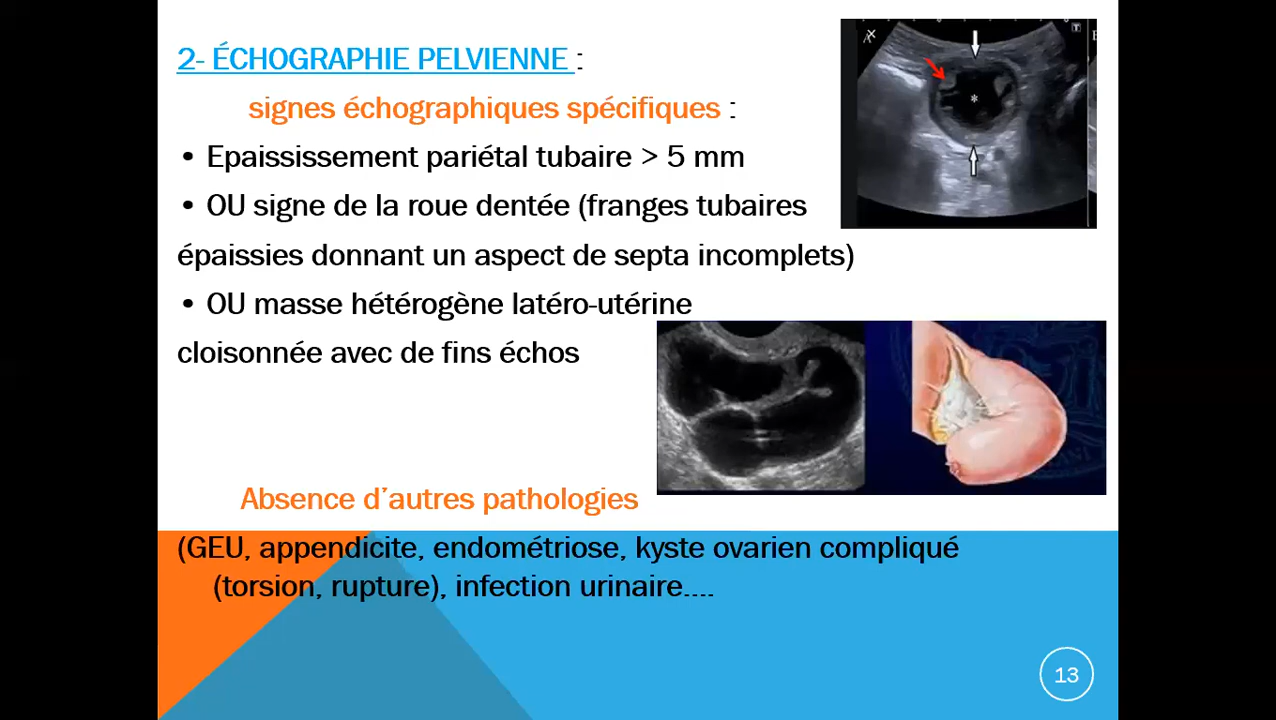 2- ÉCHOGRAPHIE PELVIENNE :
signes échographiques spécifiques :
• Epaississement pariétal tubaire > 5 mm
• OU signe de la roue dentée (franges tubaires
épaissies donnant un aspect de septa incomplets)
• OU masse hétérogène latéro-utérine
cloisonnée avec de fins échos
Absence d’autres pathologies
(GEU, appendicite, endométriose, kyste ovarien compliqué
(torsion, rupture), infection urinaire....
13